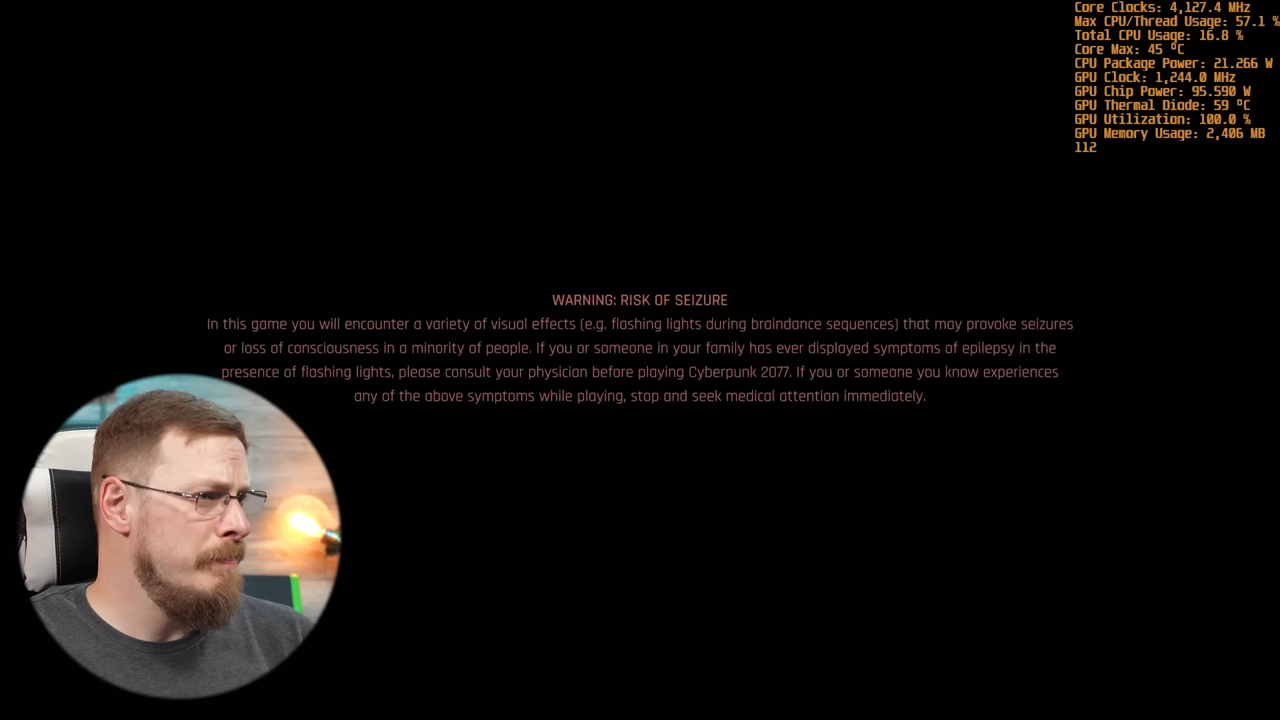 Core Clocks: 4,127.4 MHz
Max CPU/Thread Usage: 57.1 %
Total CPU Usage: 16.8 %
Core Max: 45 ºC
CPU Package Power: 21.266 W
GPU Clock: 1,244.0 MHz
GPU Chip Power: 95.590 W
GPU Thermal Diode: 59 ºC
GPU Utilization: 100.0 %
GPU Memory Usage: 2,406 MB
112
WARNING: RISK OF SEIZURE
In this game you will encounter a variety of visual effects (e.g. flashing lights during braindance sequences) that may provoke seizures
or loss of consciousness in a minority of people. If you or someone in your family has ever displayed symptoms of epilepsy in the
presence of flashing lights, please consult your physician before playing Cyberpunk 2077. If you or someone you know experiences
any of the above symptoms while playing, stop and seek medical attention immediately.